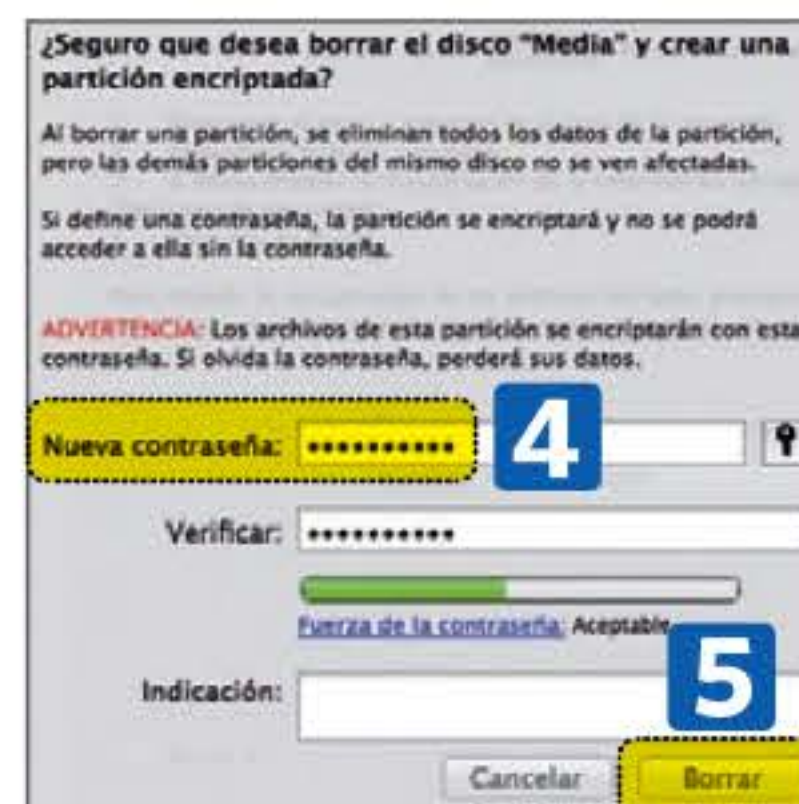 ¿Seguro que desea borrar el disco "Media" y crear una
partición encriptada?
Al borrar una partición, se eliminan todos los datos de la partición,
pero las demás particiones del mismo disco no se ven afectadas.
Si define una contraseña, la partición se encriptará y no se podrá
acceder a ella sin la contraseña.
ADVERTENCIA: Los archivos de esta partición se encriptarán con esta
contraseña. Si olvida la contraseña, perderá sus datos.
Nueva contraseña: •••••••••• 4
Verificar: ••••••••••
Fuerza de la contraseña: Aceptable
Indicación: 5
Cancelar Borrar